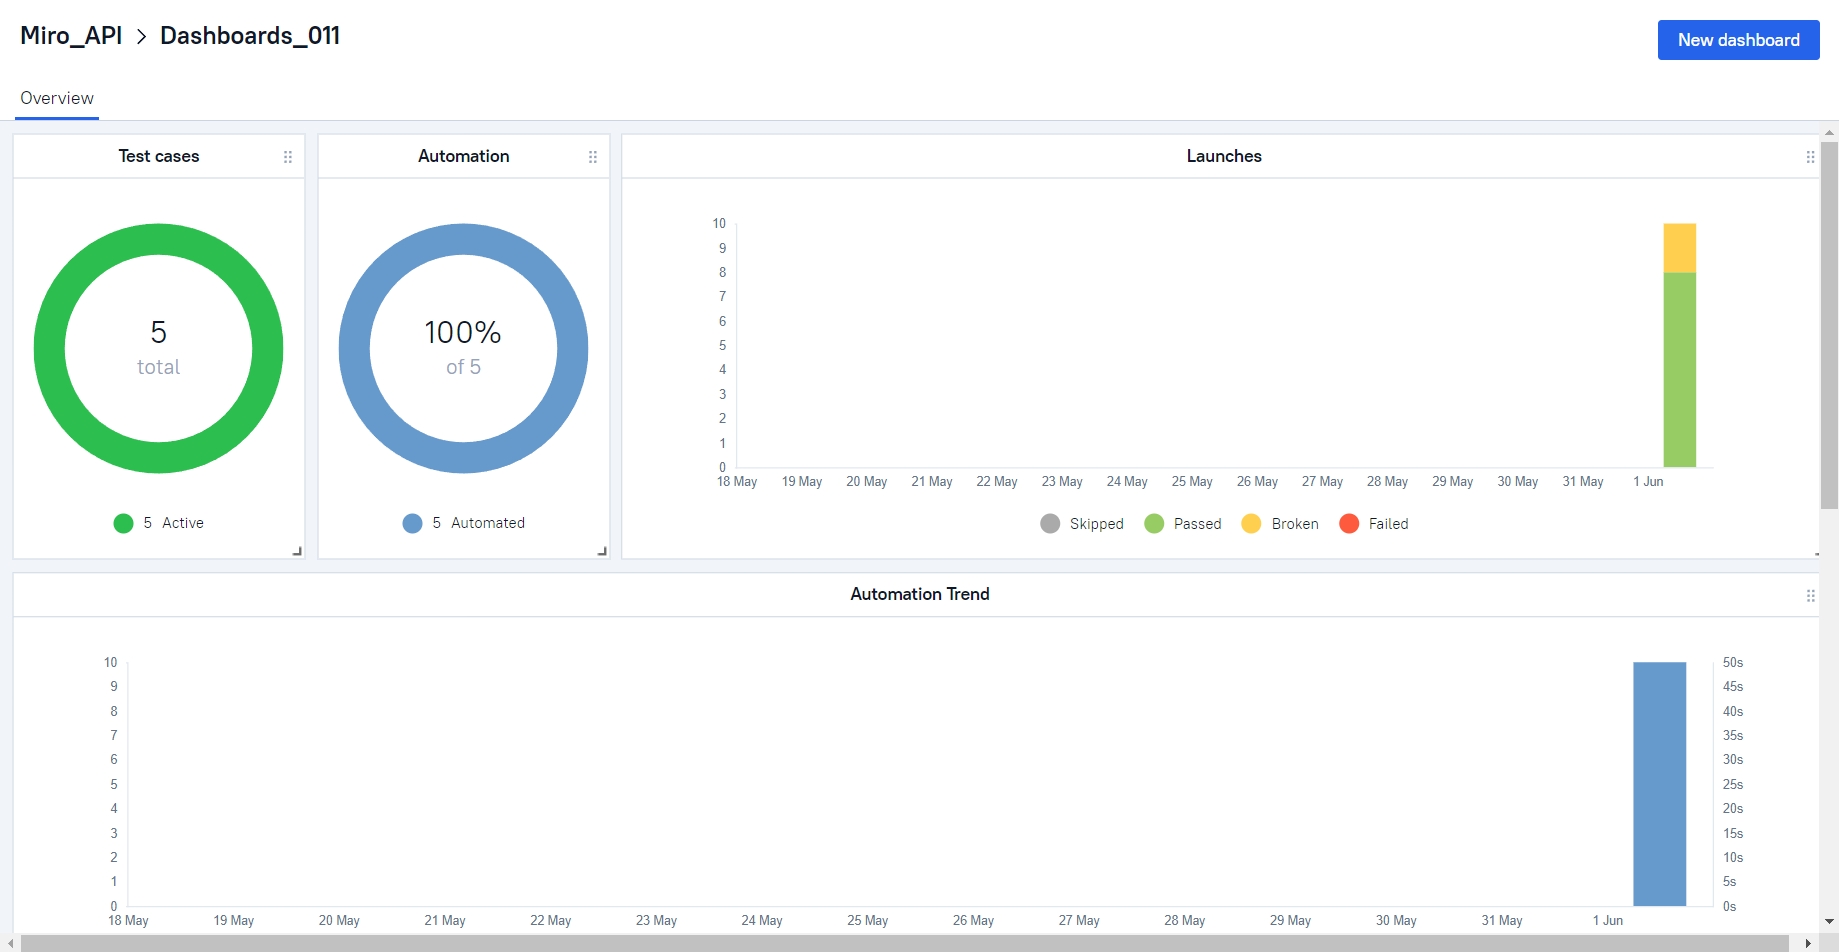 Miro_API > Dashboards_011
New dashboard
Overview
Test cases
5
total
5 Active
Automation
100%
of 5
5 Automated
Launches
10
9
8
7
6
5
4
3
2
1
0
18 May 19 May 20 May 21 May 22 May 23 May 24 May 25 May 26 May 27 May 28 May 29 May 30 May 31 May 1 Jun
Skipped Passed Broken Failed
Automation Trend
10 50s
9 45s
8 40s
7 35s
6 30s
5 25s
4 20s
3 15s
2 10s
1 5s
0 0s
18 May 19 May 20 May 21 May 22 May 23 May 24 May 25 May 26 May 27 May 28 May 29 May 30 May 31 May 1 Jun